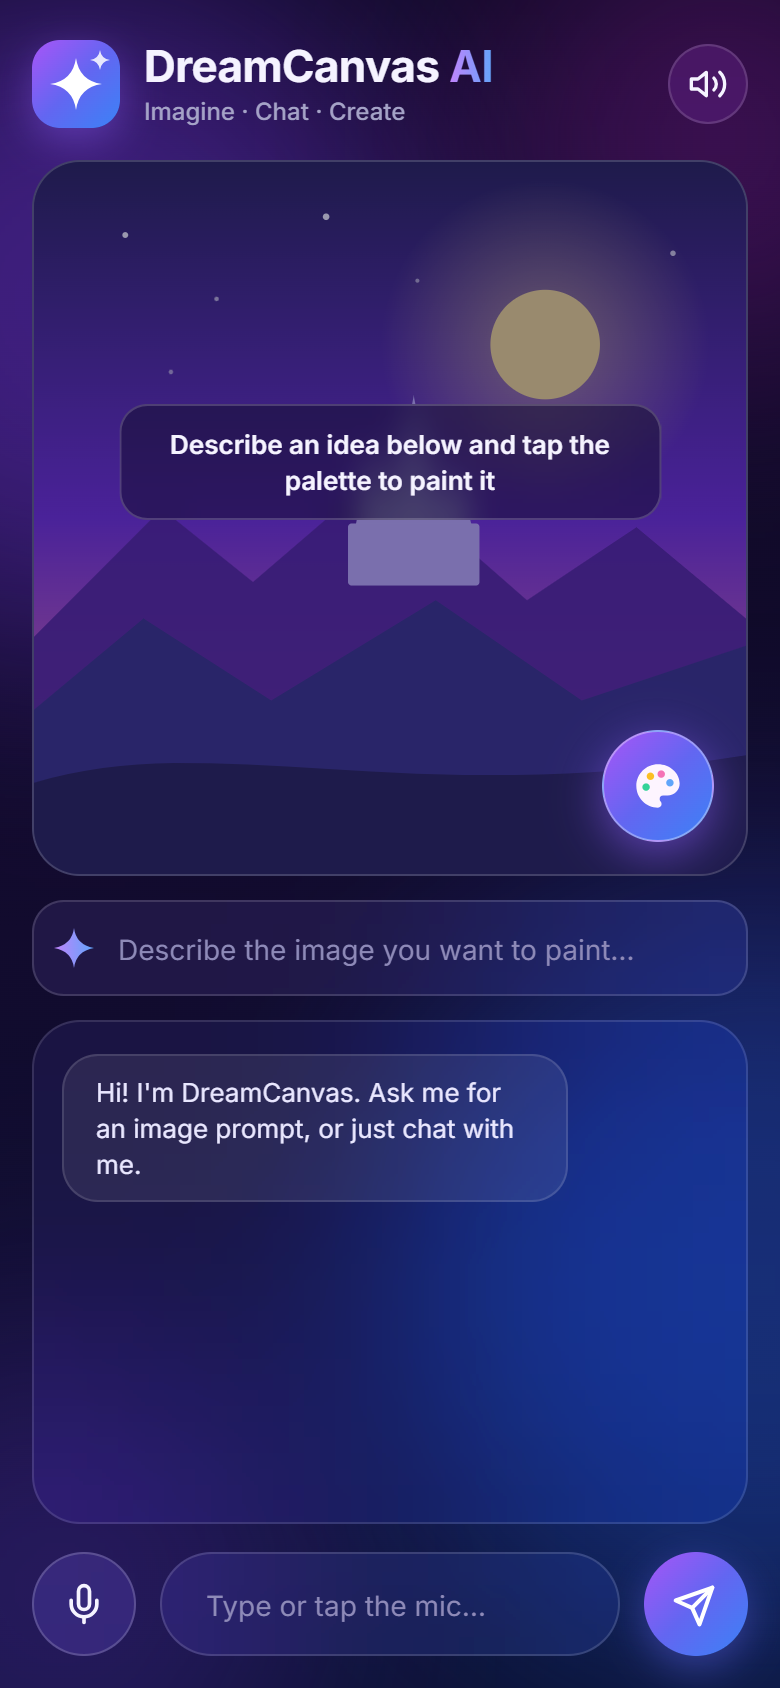 DreamCanvas AI
Imagine · Chat · Create
Describe an idea below and tap the
palette to paint it
Describe the image you want to paint...
Hi! I'm DreamCanvas. Ask me for
an image prompt, or just chat with
me.
Type or tap the mic...